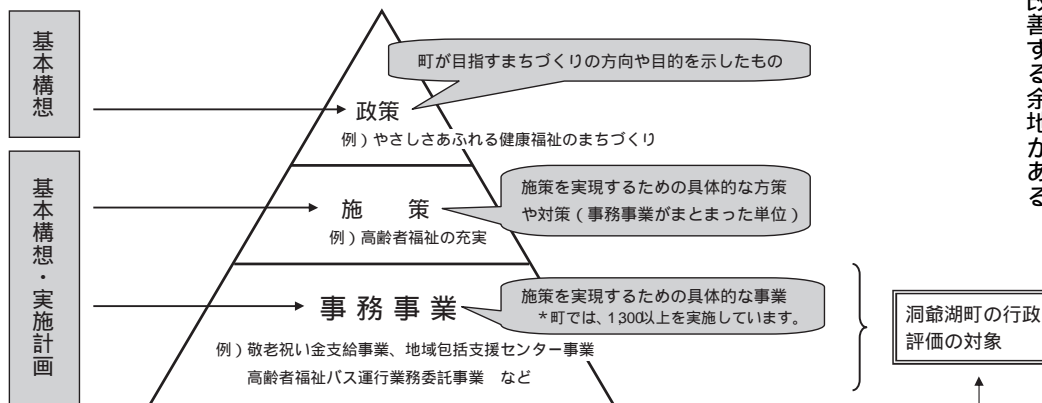 基本構想
町が目指すまちづくりの方向や目的を示したもの
政策
例）やさしさあふれる健康福祉のまちづくり
基本構想・実施計画
施策を実現するための具体的な方策
や対策（事務事業がまとまった単位）
施　策
例）高齢者福祉の充実
事務事業
施策を実現するための具体的な事業
＊町では、1,300以上を実施しています。
例）敬老祝い金支給事業、地域包括支援センター事業
高齢者福祉バス運行業務委託事業　など
洞爺湖町の行政
評価の対象
善する余地がある